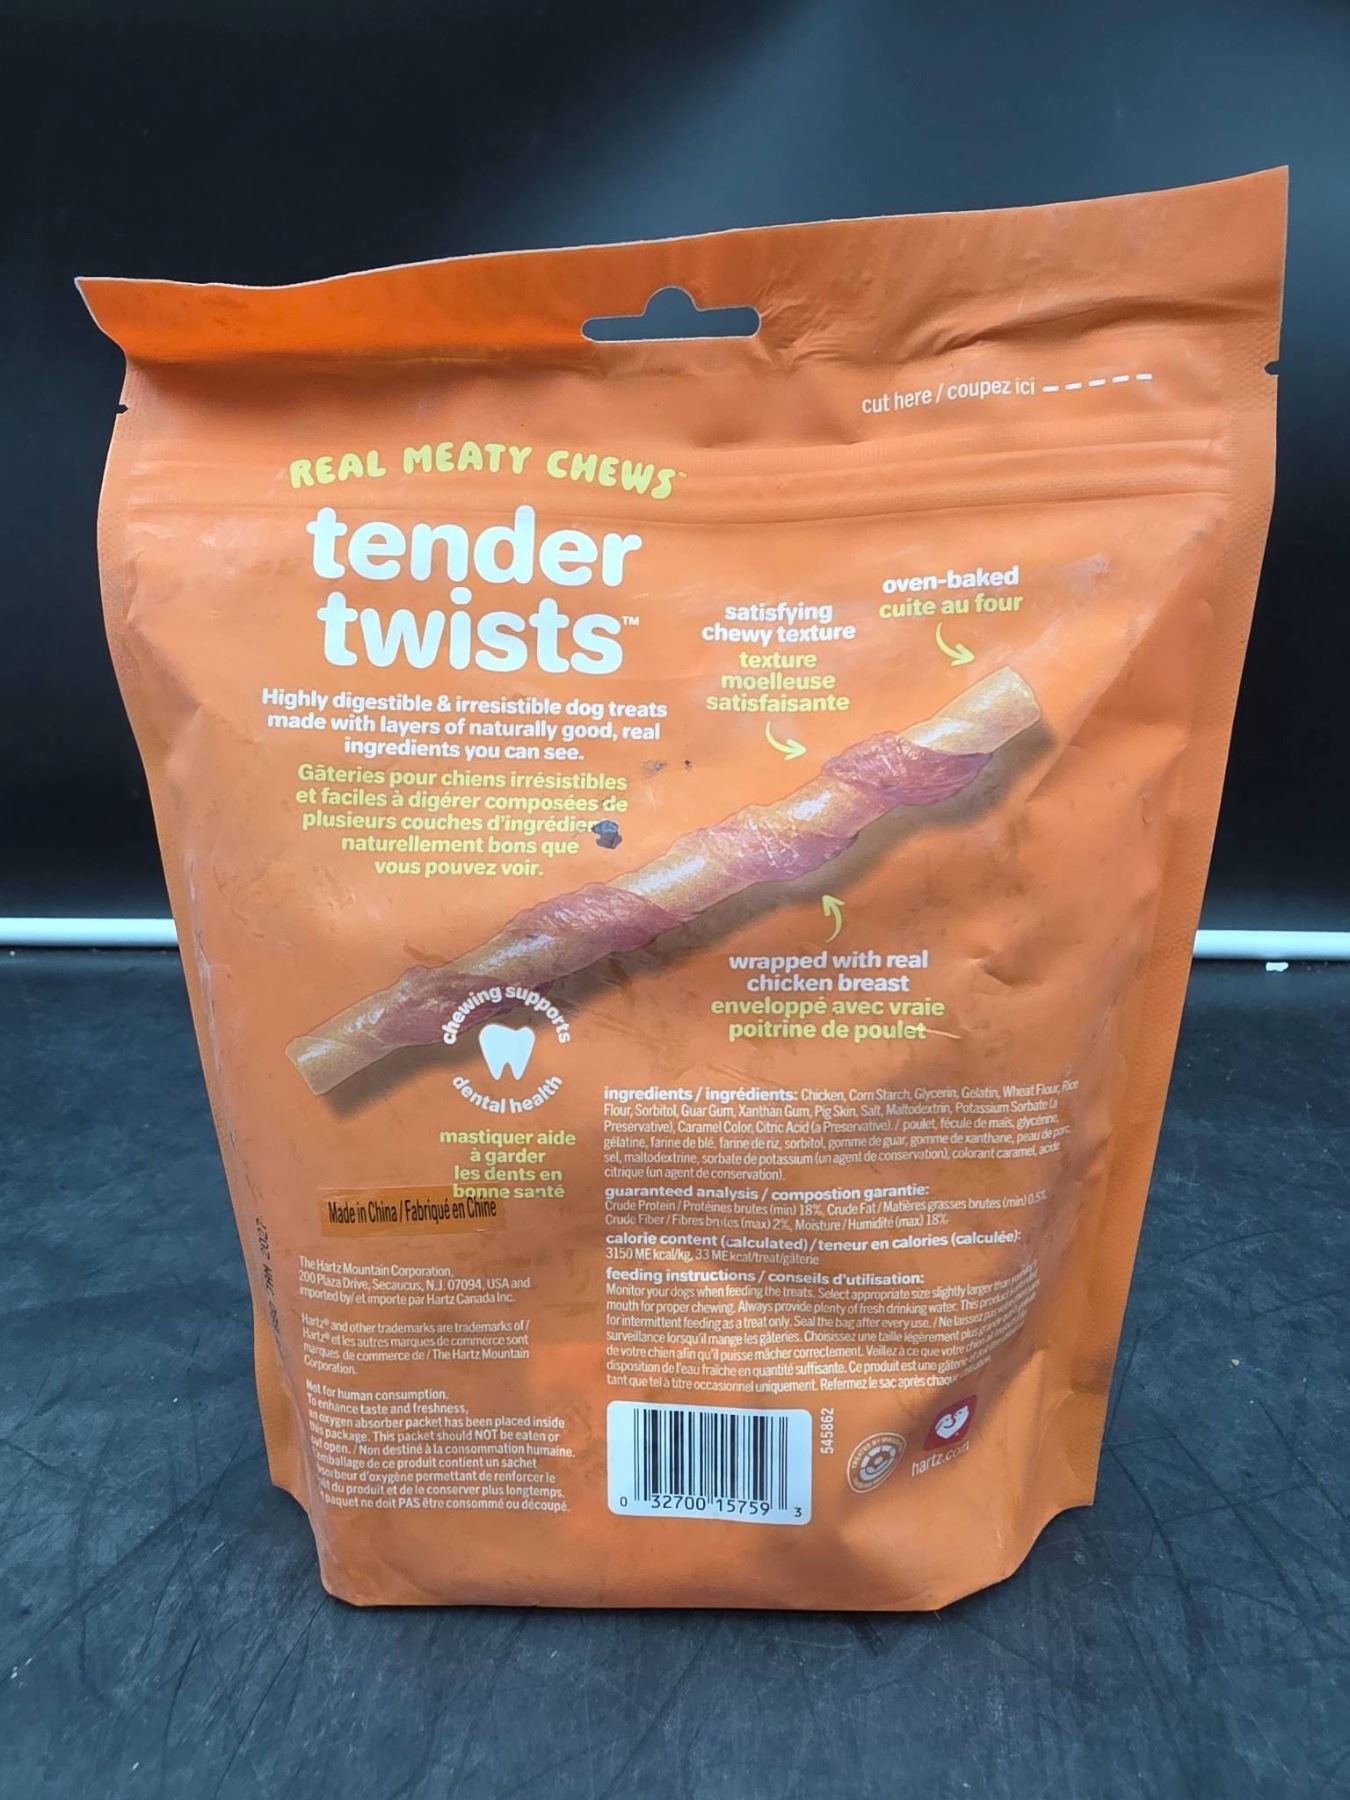 cut here / coupez ici
REAL MEATY CHEWS™
tender
twists™
Highly digestible & irresistible dog treats
made with layers of naturally good, real
ingredients you can see.
Gâteries pour chiens irrésistibles
et faciles à digérer composées de
plusieurs couches d'ingrédients
naturellement bons que
vous pouvez voir.
satisfying
chewy texture
texture
moelleuse
satisfaisante
oven-baked
cuite au four
wrapped with real
chicken breast
enveloppé avec vraie
poitrine de poulet
chewing supports
dental health
mastiquer aide
à garder
les dents en
bonne santé
Made in China / Fabriqué en Chine
The Hartz Mountain Corporation,
200 Plaza Drive, Secaucus, N.J. 07094, USA and
imported by/ et importe par Hartz Canada Inc.
Hartz® and other trademarks are trademarks of /
Hartz® et les autres marques de commerce sont
marques de commerce de / The Hartz Mountain
Corporation.
Not for human consumption.
To enhance taste and freshness,
an oxygen absorber packet has been placed inside
this package. This packet should NOT be eaten or
cut open. / Non destiné à la consommation humaine.
emballage de ce produit contient un sachet
absorbeur d'oxygène permettant de renforcer le
du produit et de le conserver plus longtemps.
paquet ne doit PAS être consommé ou découpé.
ingredients / ingrédients: Chicken, Corn Starch, Glycerin, Gelatin, Wheat Flour, Rice
Flour, Sorbitol, Guar Gum, Xanthan Gum, Pig Skin, Salt, Maltodextrin, Potassium Sorbate (a
Preservative), Caramel Color, Citric Acid (a Preservative). / poulet, fécule de maïs, glycérine,
gélatine, farine de blé, farine de riz, sorbitol, gomme de guar, gomme de xanthane, peau de porc,
sel, maltodextrine, sorbate de potassium (un agent de conservation), colorant caramel, acide
citrique (un agent de conservation).
guaranteed analysis / compostion garantie:
Crude Protein / Protéines brutes (min) 18%, Crude Fat / Matières grasses brutes (min) 0.5%,
Crude Fiber / Fibres brutes (max) 2%, Moisture / Humidité (max) 18%
calorie content (calculated) / teneur en calories (calculée):
3150 ME kcal/kg, 33 ME kcal/treat/gâterie
feeding instructions / conseils d'utilisation:
Monitor your dogs when feeding the treats. Select appropriate size slightly larger than your dog's
mouth for proper chewing. Always provide plenty of fresh drinking water. This product is intended
for intermittent feeding as a treat only. Seal the bag after every use. / Ne laissez pas votre chien sans
surveillance lorsqu'il mange les gâteries. Choisissez une taille légèrement plus grande que la
de votre chien afin qu'il puisse mâcher correctement. Veillez à ce que votre chien ait
disposition de l'eau fraîche en quantité suffisante. Ce produit est une gâterie
tant que tel à titre occasionnel uniquement. Refermez le sac après chaque utilisation.
0 32700 15759 3
545862
hartz.com
JAN 2027